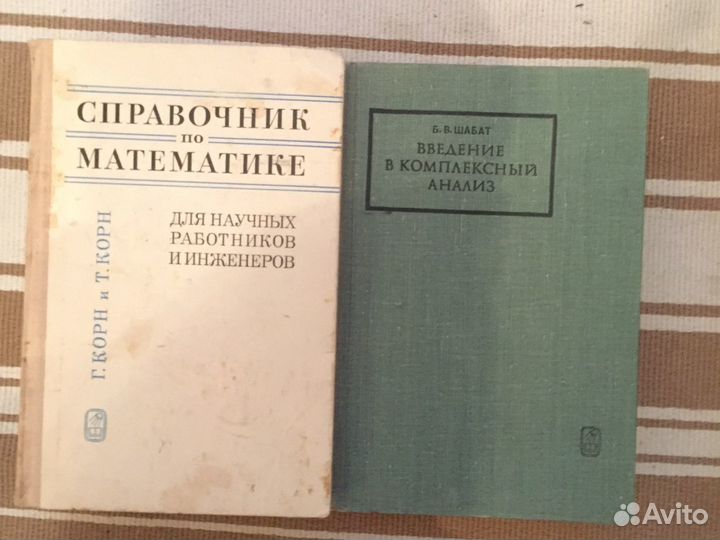 СПРАВОЧНИК
ПО
МАТЕМАТИКЕ
ДЛЯ НАУЧНЫХ
РАБОТНИКОВ
И ИНЖЕНЕРОВ
Г. КОРН И Т. КОРН
Б. В. ШАБАТ
ВВЕДЕНИЕ
В КОМПЛЕКСНЫЙ
АНАЛИЗ
Avito